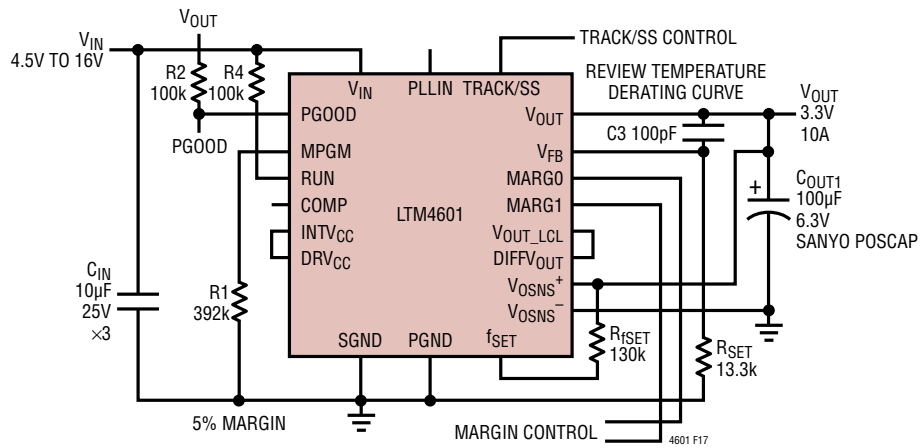 VOUT
VIN
4.5V TO 16V
R2
100k
R4
100k
PGOOD
TRACK/SS CONTROL
REVIEW TEMPERATURE
DERATING CURVE
VIN
PLLIN
TRACK/SS
PGOOD
MPGM
RUN
COMP
INTVCC
DRVCC
LTM4601
VOUT
VFB
MARG0
MARG1
VOUT_LCL
DIFFVOUT
VOSNS+
VOSNS–
SGND
PGND
fSET
C3 100pF
VOUT
3.3V
10A
+
COUT1
100µF
6.3V
SANYO POSCAP
CIN
10µF
25V
×3
R1
392k
RfSET
130k
RSET
13.3k
5% MARGIN
MARGIN CONTROL
4601 F17